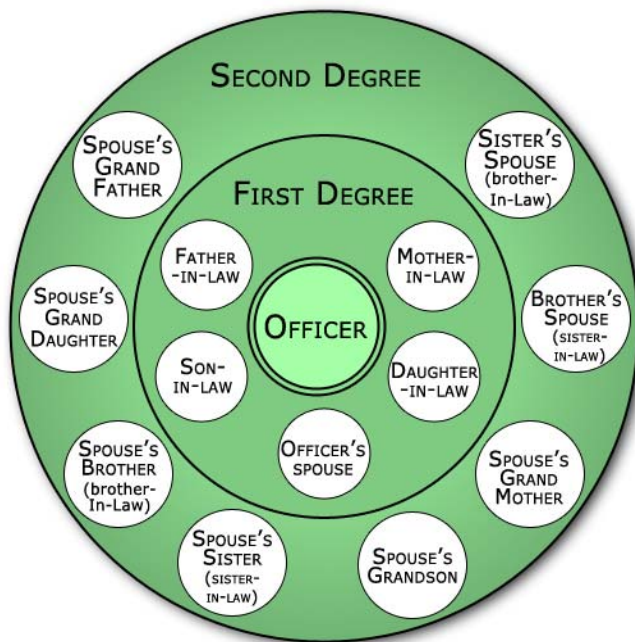 SECOND DEGREE
SPOUSE'S
GRAND
FATHER
SISTER'S
SPOUSE
(brother-
In-Law)
FIRST DEGREE
FATHER
-IN-LAW
MOTHER-
IN-LAW
OFFICER
SPOUSE'S
GRAND
DAUGHTER
BROTHER'S
SPOUSE
(SISTER-
IN-LAW)
SON-
IN-LAW
DAUGHTER
-IN-LAW
OFFICER'S
SPOUSE
SPOUSE'S
BROTHER
(brother-
In-Law)
SPOUSE'S
GRAND
MOTHER
SPOUSE'S
SISTER
(SISTER-
IN-LAW)
SPOUSE'S
GRANDSON